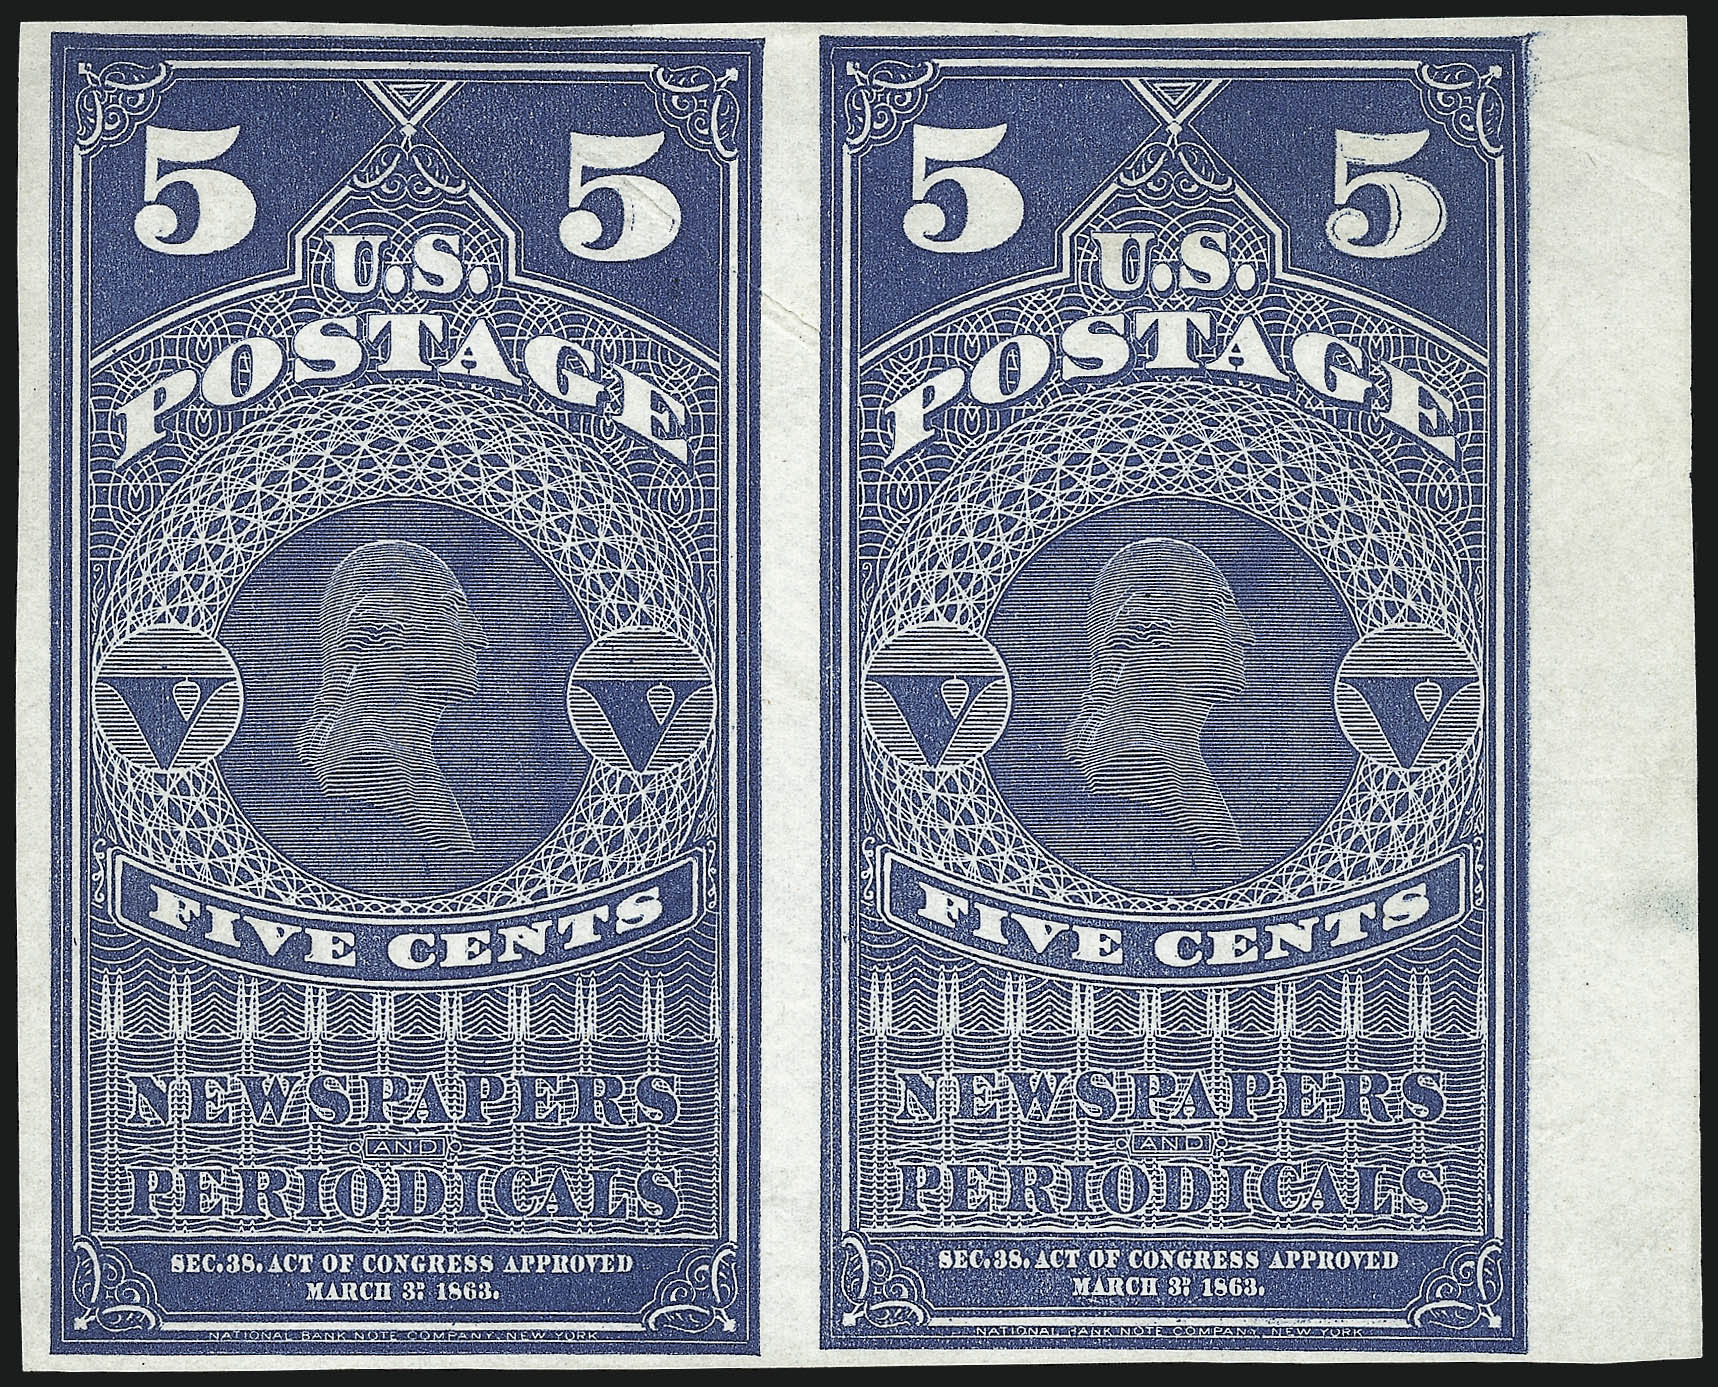 5 5
U.S.
POSTAGE
V V
FIVE CENTS
NEWSPAPERS
AND
PERIODICALS
SEC. 38. ACT OF CONGRESS APPROVED
MARCH 3D 1863.
NATIONAL BANK NOTE COMPANY. NEW YORK
5 5
U.S.
POSTAGE
V V
FIVE CENTS
NEWSPAPERS
AND
PERIODICALS
SEC. 38. ACT OF CONGRESS APPROVED
MARCH 3D 1863.
NATIONAL BANK NOTE COMPANY. NEW YORK